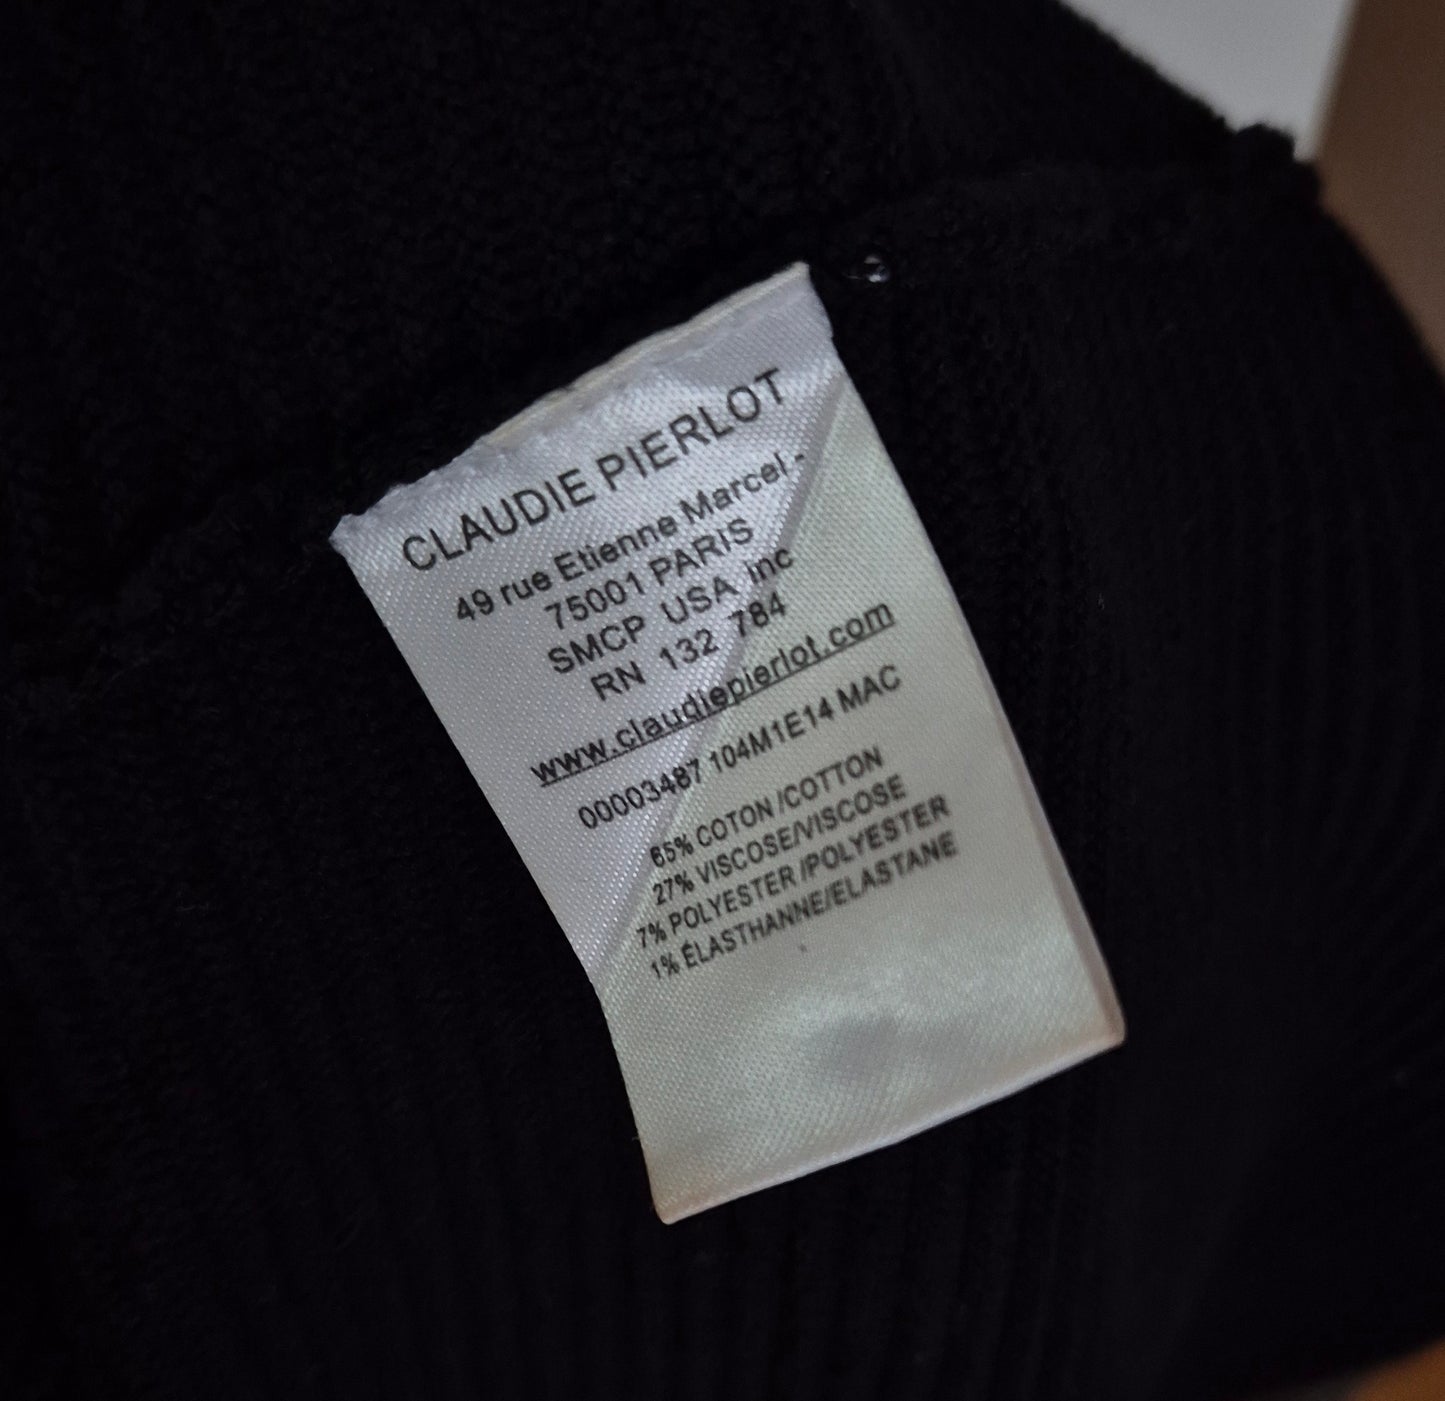 CLAUDIE PIERLOT
49 rue Etienne Marcel -
75001 PARIS
SMCP USA inc
RN 132 784
www.claudiepierlot.com
00003487 104M1E14 MAC
65% COTON /COTTON
27% VISCOSE/VISCOSE
7% POLYESTER /POLYESTER
1% ÉLASTHANNE/ELASTANE